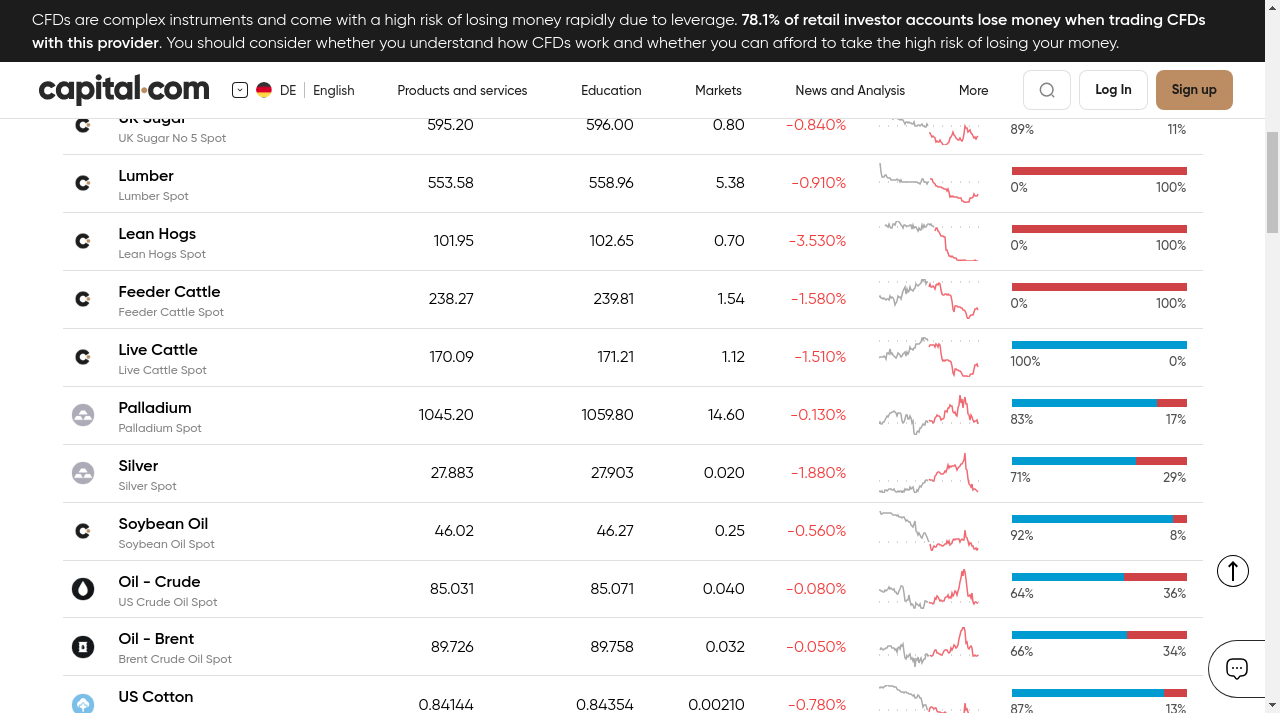 CFDs are complex instruments and come with a high risk of losing money rapidly due to leverage. 78.1% of retail investor accounts lose money when trading CFDs
with this provider. You should consider whether you understand how CFDs work and whether you can afford to take the high risk of losing your money.
capital.com DE English Products and services Education Markets News and Analysis More Log In Sign up
UK Sugar 595.20 596.00 0.80 -0.840%
UK Sugar No 5 Spot 89% 11%
Lumber 553.58 558.96 5.38 -0.910%
Lumber Spot 0% 100%
Lean Hogs 101.95 102.65 0.70 -3.530%
Lean Hogs Spot 0% 100%
Feeder Cattle 238.27 239.81 1.54 -1.580%
Feeder Cattle Spot 0% 100%
Live Cattle 170.09 171.21 1.12 -1.510%
Live Cattle Spot 100% 0%
Palladium 1045.20 1059.80 14.60 -0.130%
Palladium Spot 83% 17%
Silver 27.883 27.903 0.020 -1.880%
Silver Spot 71% 29%
Soybean Oil 46.02 46.27 0.25 -0.560%
Soybean Oil Spot 92% 8%
Oil - Crude 85.031 85.071 0.040 -0.080%
US Crude Oil Spot 64% 36%
Oil - Brent 89.726 89.758 0.032 -0.050%
Brent Crude Oil Spot 66% 34%
US Cotton 0.84144 0.84354 0.00210 -0.780%
87% 13%